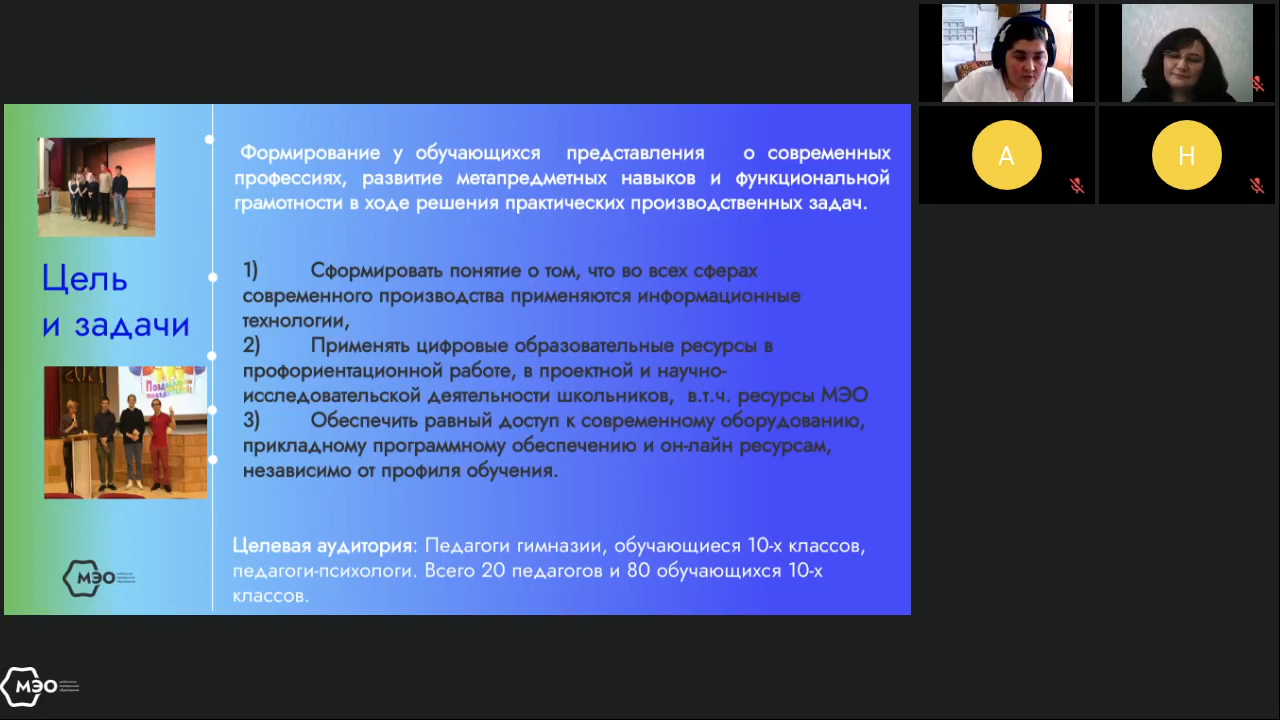 Формирование у обучающихся представления о современных
профессиях, развитие метапредметных навыков и функциональной
грамотности в ходе решения практических производственных задач.
Цель
и задачи
1) Сформировать понятие о том, что во всех сферах
современного производства применяются информационные
технологии,
2) Применять цифровые образовательные ресурсы в
профориентационной работе, в проектной и научно-
исследовательской деятельности школьников, в.т.ч. ресурсы МЭО
3) Обеспечить равный доступ к современному оборудованию,
прикладному программному обеспечению и он-лайн ресурсам,
независимо от профиля обучения.
Целевая аудитория: Педагоги гимназии, обучающиеся 10-х классов,
педагоги-психологи. Всего 20 педагогов и 80 обучающихся 10-х
классов.
МЭО
МЭО
А
Н